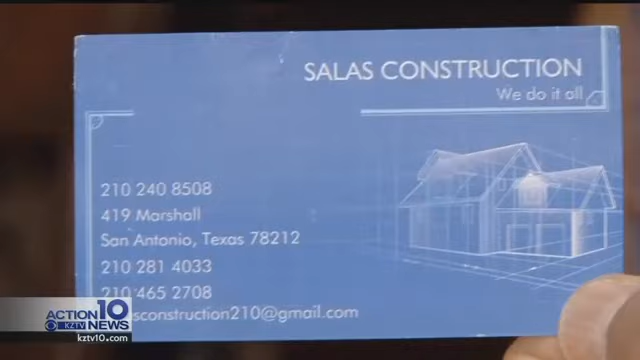 SALAS CONSTRUCTION
We do it all
210 240 8508
419 Marshall
San Antonio, Texas 78212
210 281 4033
210 465 2708
sconstruction210@gmail.com
ACTION 10
KZTV NEWS
kztv10.com